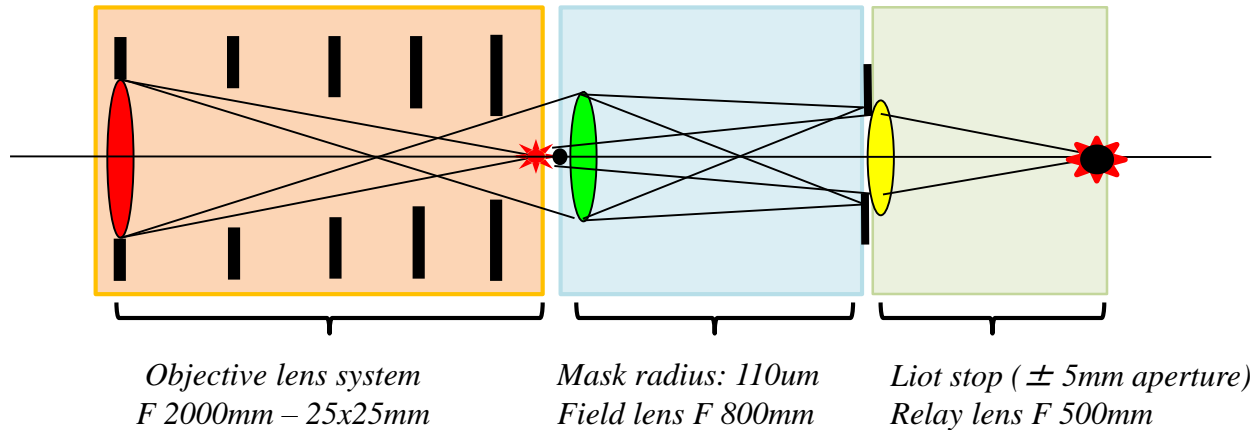 Objective lens system
F 2000mm – 25x25mm
Mask radius: 110um
Field lens F 800mm
Liot stop ( ± 5mm aperture)
Relay lens F 500mm